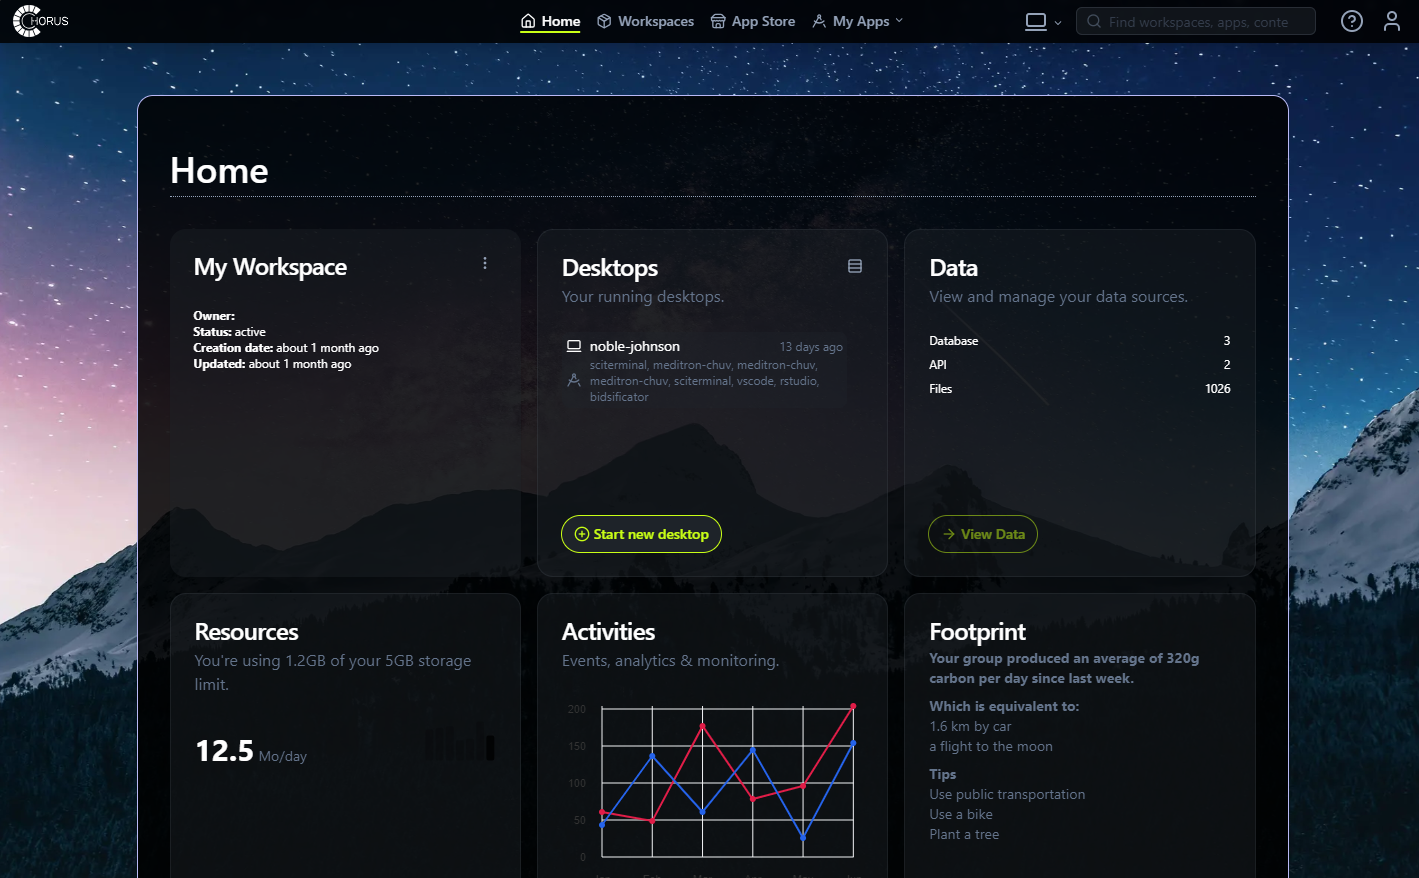 CHORUS
Home
Workspaces
App Store
My Apps
Find workspaces, apps, conte
Home
My Workspace
Owner:
Status: active
Creation date: about 1 month ago
Updated: about 1 month ago
Desktops
Your running desktops.
noble-johnson
13 days ago
sciterminal, meditron-chuv, meditron-chuv,
meditron-chuv, sciterminal, vscode, rstudio,
bidsificator
Start new desktop
Data
View and manage your data sources.
Database 3
API 2
Files 1026
View Data
Resources
You're using 1.2GB of your 5GB storage
limit.
12.5 Mo/day
Activities
Events, analytics & monitoring.
200
150
100
50
0
Footprint
Your group produced an average of 320g
carbon per day since last week.
Which is equivalent to:
1.6 km by car
a flight to the moon
Tips
Use public transportation
Use a bike
Plant a tree